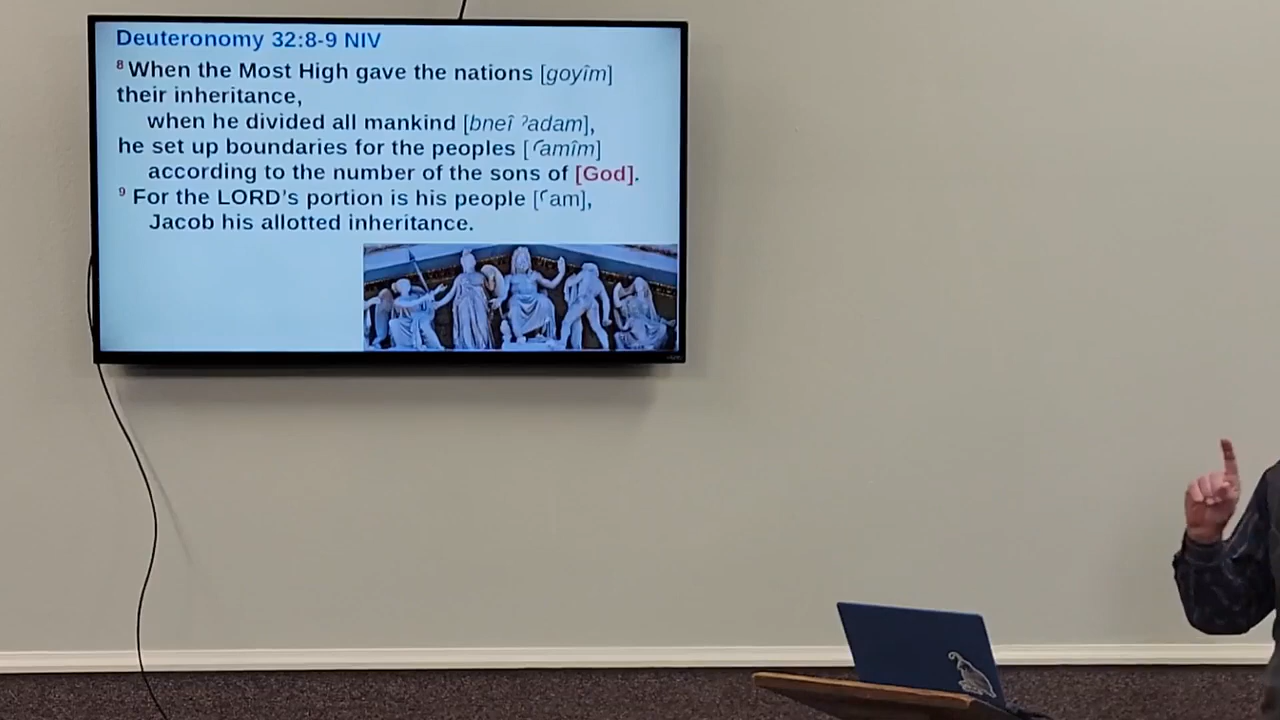 Deuteronomy 32:8-9 NIV
⁸ When the Most High gave the nations [goyîm]
their inheritance,
when he divided all mankind [bneî ʾadam],
he set up boundaries for the peoples [ʿamîm]
according to the number of the sons of [God].
⁹ For the LORD's portion is his people [ʿam],
Jacob his allotted inheritance.